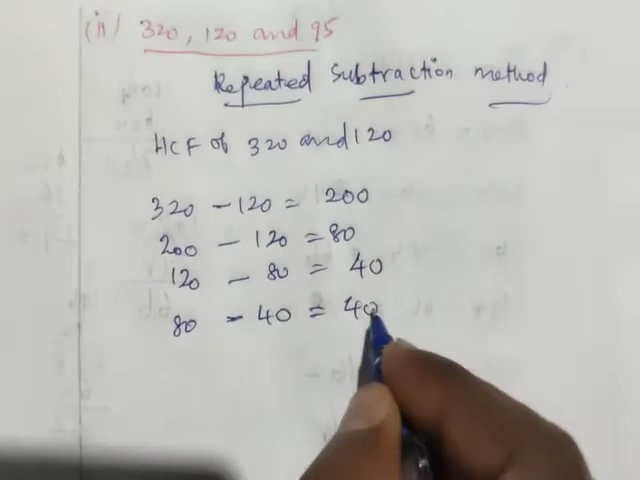 (ii) 320, 120 and 95
Repeated Subtraction method
HCF of 320 and 120
320 - 120 = 200
200 - 120 = 80
120 - 80 = 40
80 - 40 = 40